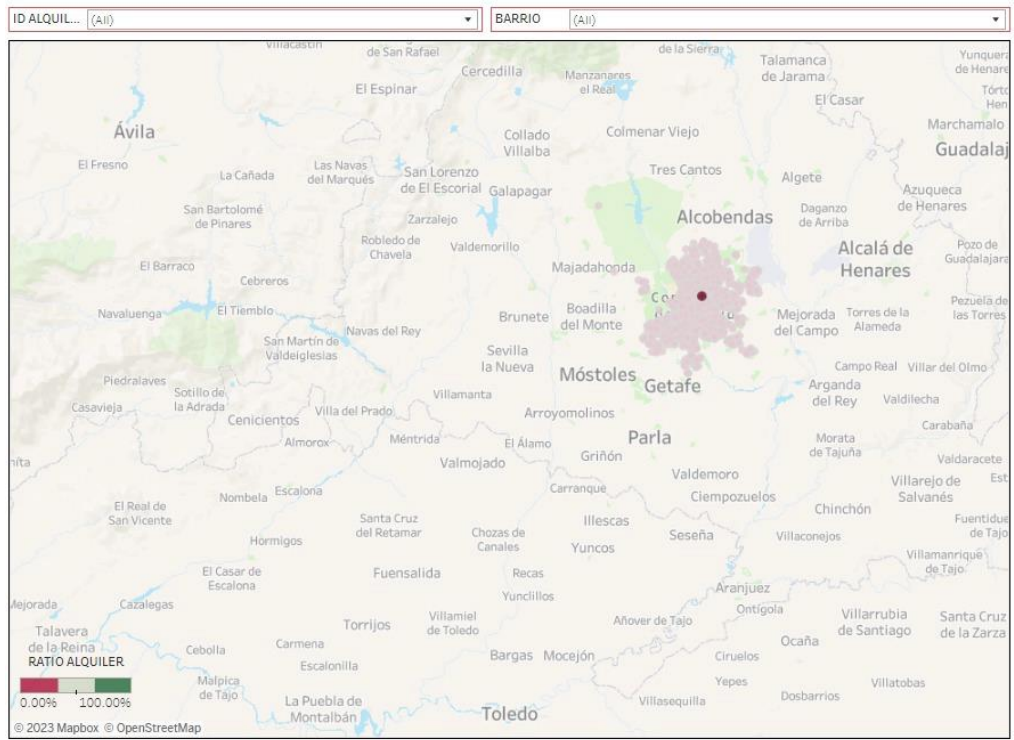 ID ALQUIL... (All) BARRIO (All)
Villacastín
de San Rafael
de la Sierra
Talamanca
de Jarama
Yunquera
de Henare
Cercedilla
Manzanares
el Real
El Espinar
El Casar
Tórto
Hen
Ávila
Collado
Villalba
Colmenar Viejo
Marchamalo
Guadalaj
El Fresno
La Cañada
Las Navas
del Marqués
San Lorenzo
de El Escorial
Galapagar
Tres Cantos
Algete
Azuqueca
de Henares
San Bartolomé
de Pinares
Zarzalejo
Alcobendas
Daganzo
de Arriba
Robledo de
Chavela
Valdemorillo
Alcalá de
Henares
Pozo de
Guadalajara
El Barraco
Majadahonda
Cebreros
Navaluenga
El Tiemblo
Brunete
Boadilla
del Monte
Mejorada
del Campo
Torres de la
Alameda
Pezuela de
las Torres
Navas del Rey
San Martín de
Valdeiglesias
Sevilla
la Nueva
Móstoles
Getafe
Campo Real
Villar del Olmo
Piedralaves
Sotillo de
la Adrada
Villamanta
Arganda
del Rey
Valdilecha
Casavieja
Cenicientos
Villa del Prado
Arroyomolinos
Carabaña
Almorox
Méntrida
El Álamo
Parla
Griñón
Morata
de Tajuña
Valdaracete
Valmojado
Valdemoro
Nombela
Escalona
Carranque
Ciempozuelos
Villarejo de
Salvanés
Est
El Real de
San Vicente
Chinchón
Santa Cruz
del Retamar
Chozas de
Canales
Illescas
Seseña
Villaconejos
Fuentidue
de Tajo
Hormigos
Yuncos
Villamanrique
de Tajo
El Casar de
Escalona
Fuensalida
Recas
Aranjuez
Yunclillos
Mejorada
Cazalegas
Ontígola
Villamiel
de Toledo
Añover de Tajo
Villarrubia
de Santiago
Santa Cruz
de la Zarza
Talavera
de la Reina
Torrijos
Carmena
Ocaña
Cebolla
Escalonilla
Bargas
Mocejón
Ciruelos
RATIO ALQUILER
0.00% 100.00%
Malpica
de Tajo
Yepes
Villatobas
La Puebla de
Montalbán
Toledo
Villasequilla
Dosbarrios
© 2023 Mapbox © OpenStreetMap